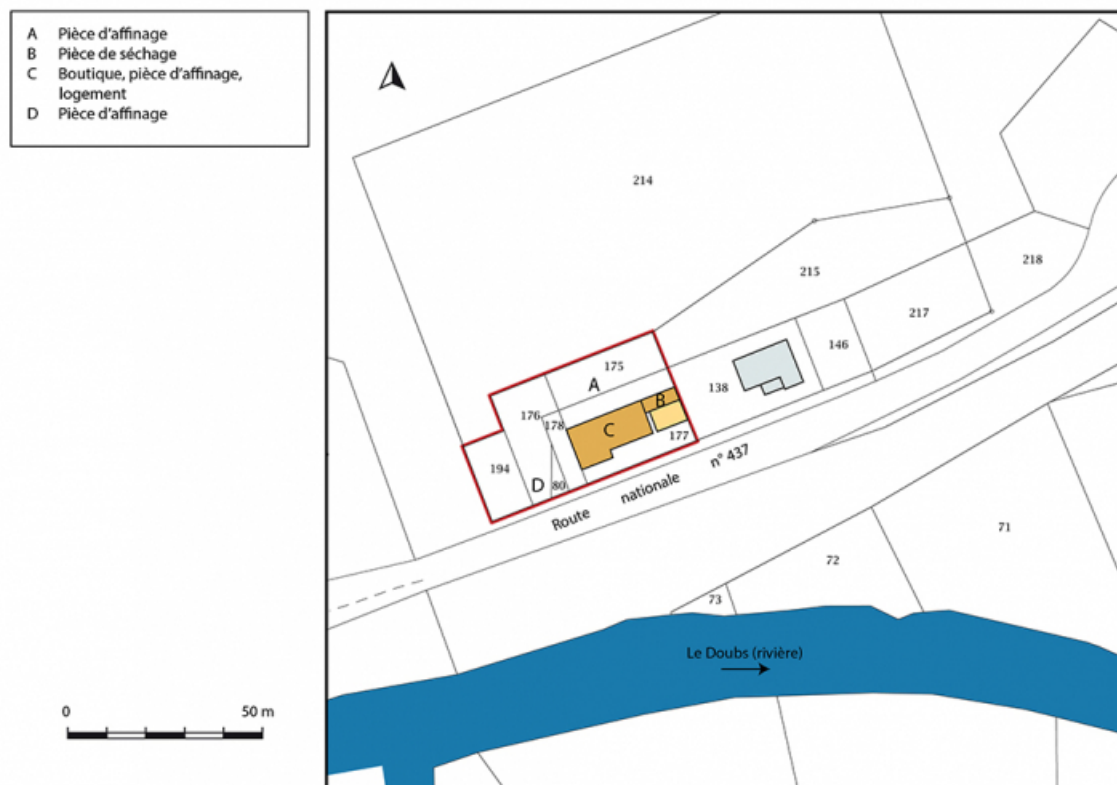 A Pièce d'affinage
B Pièce de séchage
C Boutique, pièce d'affinage,
logement
D Pièce d'affinage
214
215
218
217
146
138
175
A
176
178
B
C
177
194
D
80
Route nationale n° 437
71
72
73
Le Doubs (rivière)
0 50 m